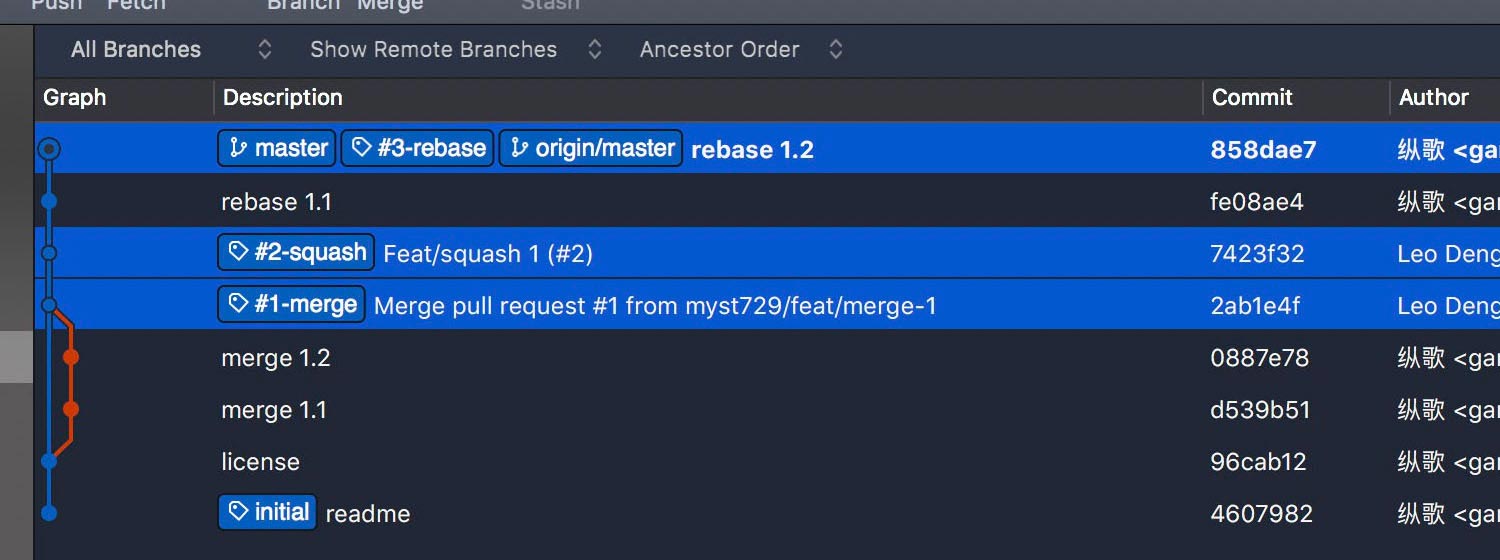 Push Fetch Branch Merge Stash
All Branches Show Remote Branches Ancestor Order
Graph Description Commit Author
master #3-rebase origin/master rebase 1.2 858dae7 纵歌 <ga
rebase 1.1 fe08ae4 纵歌 <ga
#2-squash Feat/squash 1 (#2) 7423f32 Leo Deng
#1-merge Merge pull request #1 from myst729/feat/merge-1 2ab1e4f Leo Deng
merge 1.2 0887e78 纵歌 <ga
merge 1.1 d539b51 纵歌 <ga
license 96cab12 纵歌 <ga
initial readme 4607982 纵歌 <ga